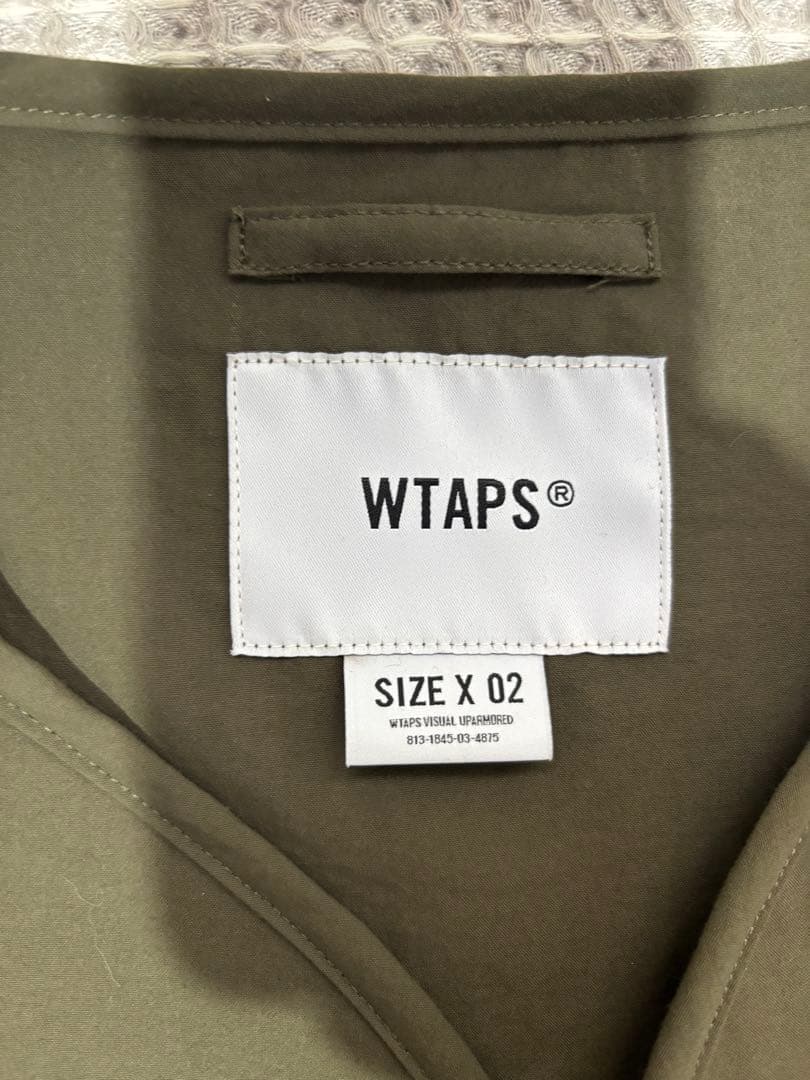 WTAPS®
SIZE X 02
WTAPS VISUAL UPARMORED
813-1845-03-4875